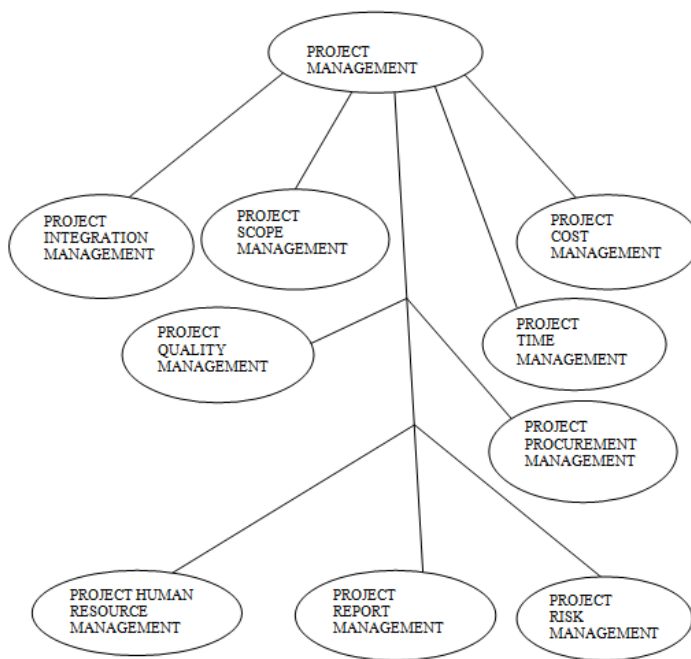 PROJECT
MANAGEMENT
PROJECT
INTEGRATION
MANAGEMENT
PROJECT
SCOPE
MANAGEMENT
PROJECT
COST
MANAGEMENT
PROJECT
QUALITY
MANAGEMENT
PROJECT
TIME
MANAGEMENT
PROJECT
PROCUREMENT
MANAGEMENT
PROJECT HUMAN
RESOURCE
MANAGEMENT
PROJECT
REPORT
MANAGEMENT
PROJECT
RISK
MANAGEMENT